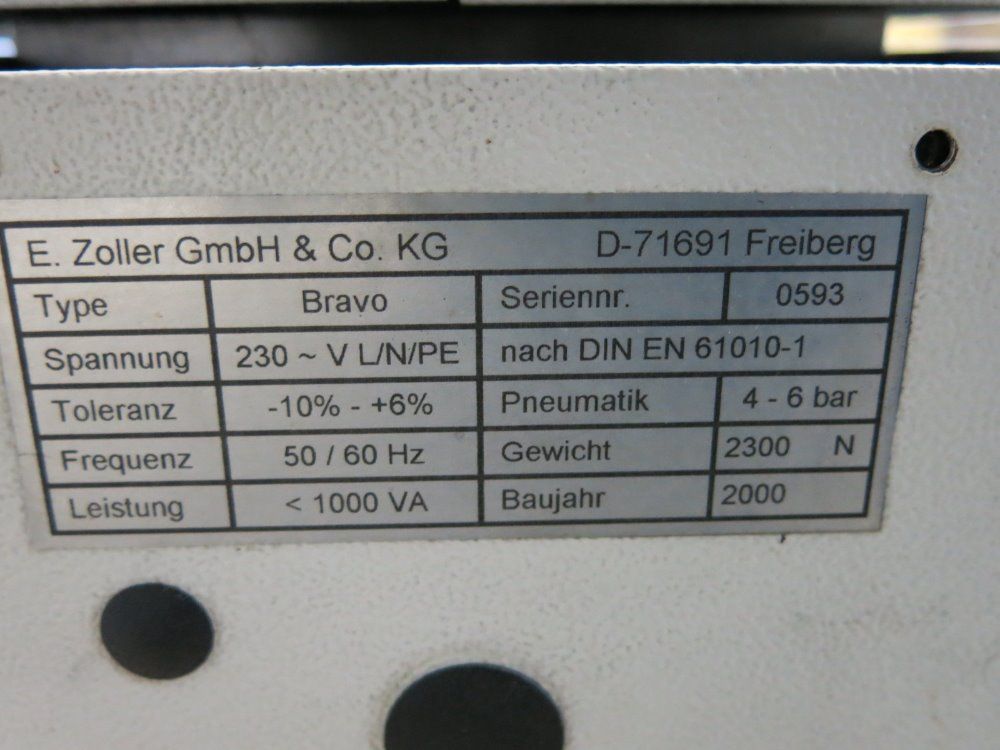 E. Zoller GmbH & Co. KG D-71691 Freiberg
Type Bravo Seriennr. 0593
Spannung 230 ~ V L/N/PE nach DIN EN 61010-1
Toleranz -10% - +6% Pneumatik 4 - 6 bar
Frequenz 50 / 60 Hz Gewicht 2300 N
Leistung < 1000 VA Baujahr 2000